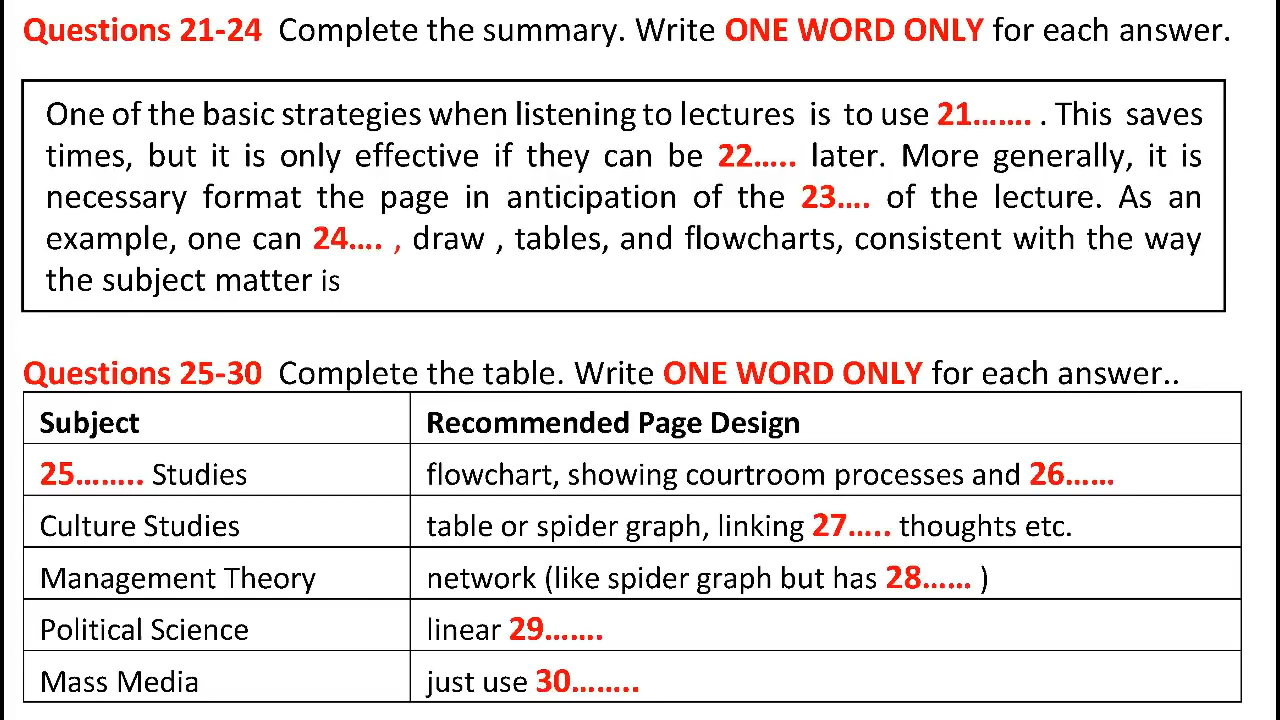 Questions 21-24 Complete the summary. Write ONE WORD ONLY for each answer.
One of the basic strategies when listening to lectures is to use 21....... . This saves
times, but it is only effective if they can be 22..... later. More generally, it is
necessary format the page in anticipation of the 23.... of the lecture. As an
example, one can 24.... , draw , tables, and flowcharts, consistent with the way
the subject matter is
Questions 25-30 Complete the table. Write ONE WORD ONLY for each answer..
Subject Recommended Page Design
25........ Studies flowchart, showing courtroom processes and 26......
Culture Studies table or spider graph, linking 27..... thoughts etc.
Management Theory network (like spider graph but has 28...... )
Political Science linear 29.......
Mass Media just use 30........